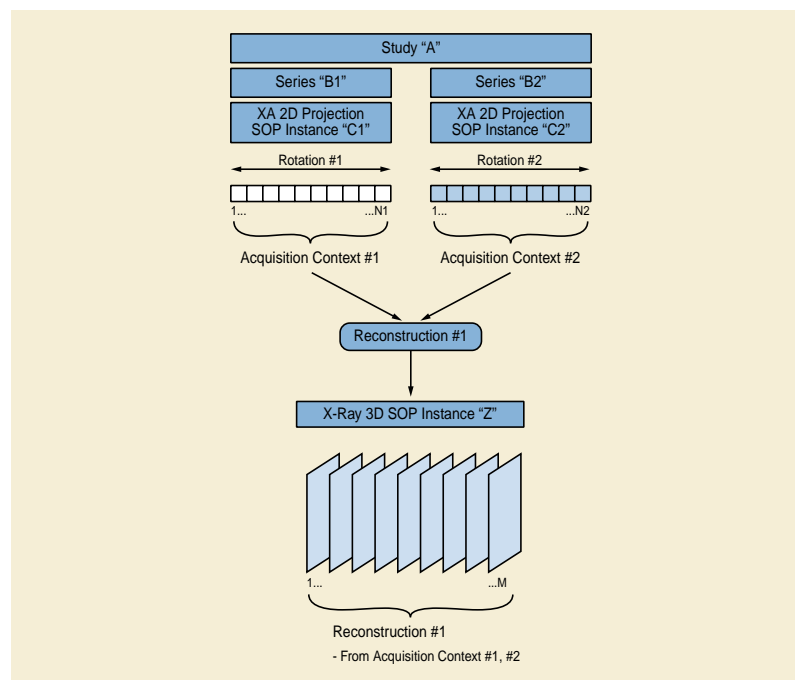 Study “A”
Series “B1”
Series “B2”
XA 2D Projection
SOP Instance “C1”
XA 2D Projection
SOP Instance “C2”
Rotation #1
Rotation #2
1...
...N1
1...
...N2
Acquisition Context #1
Acquisition Context #2
Reconstruction #1
X-Ray 3D SOP Instance “Z”
1...
...M
Reconstruction #1
- From Acquisition Context #1, #2